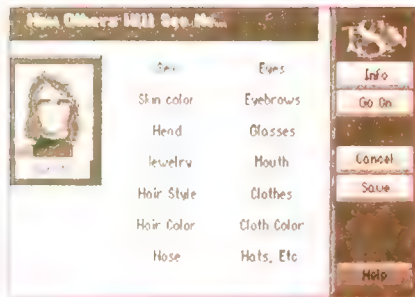 How Others Will See Me...
TSN
Sex Eyes
Skin color Eyebrows
Head Glasses
Jewelry Mouth
Hair Style Clothes
Hair Color Cloth Color
Nose Hats, Etc
Info
Go On
Cancel
Save
Help